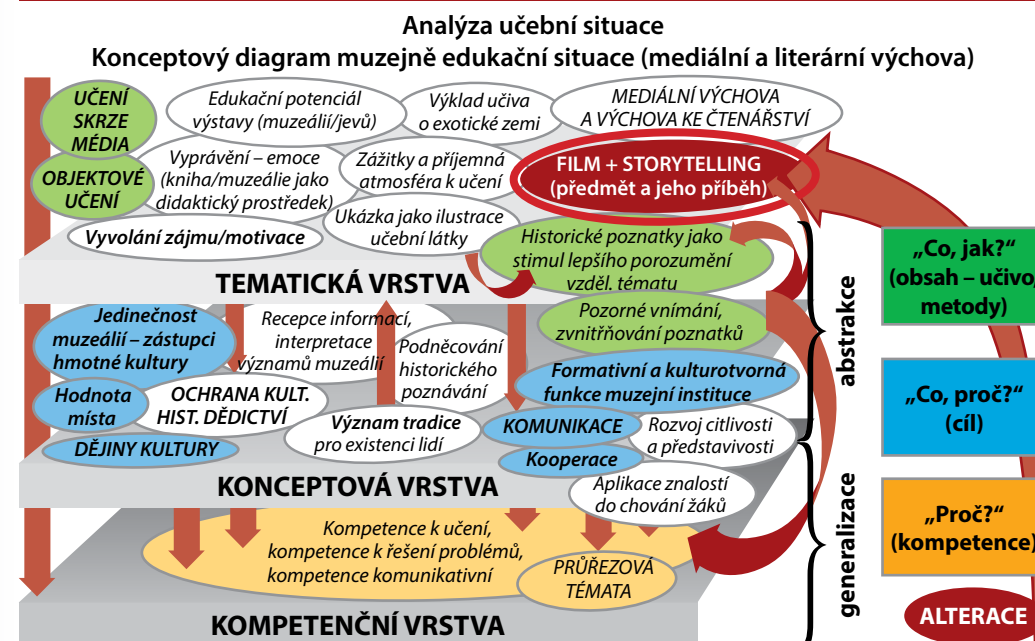 Analýza učební situace
Konceptový diagram muzejně edukační situace (mediální a literární výchova)
UČENÍ
SKRZE
MÉDIA
Edukační potenciál
výstavy (muzeálií/jevů)
Výklad učiva
o exotické zemi
MEDIÁLNÍ VÝCHOVA
A VÝCHOVA KE ČTENÁŘSTVÍ
OBJEKTOVÉ
UČENÍ
Vyprávění – emoce
(kniha/muzeálie jako
didaktický prostředek)
Zážitky a příjemná
atmosféra k učení
FILM + STORYTELLING
(předmět a jeho příběh)
Vyvolání zájmu/motivace
Ukázka jako ilustrace
učební látky
Historické poznatky jako
stimul lepšího porozumění
vzděl. tématu
TEMATICKÁ VRSTVA
Pozorné vnímání,
zvnitřňování poznatků
Jedinečnost
muzeálií – zástupci
hmotné kultury
Recepce informací,
interpretace
významů muzeálií
Podněcování
historického
poznávání
Formativní a kulturotvorná
funkce muzejní instituce
Hodnota
místa
OCHRANA KULT.
HIST. DĚDICTVÍ
Význam tradice
pro existenci lidí
KOMUNIKACE
Rozvoj citlivosti
a představivosti
DĚJINY KULTURY
Kooperace
KONCEPTOVÁ VRSTVA
Aplikace znalostí
do chování žáků
Kompetence k učení,
kompetence k řešení problémů,
kompetence komunikativní
PRŮŘEZOVÁ
TÉMATA
KOMPETENČNÍ VRSTVA
abstrakce
generalizace
„Co, jak?“
(obsah – učivo,
metody)
„Co, proč?“
(cíl)
„Proč?“
(kompetence)
ALTERACE